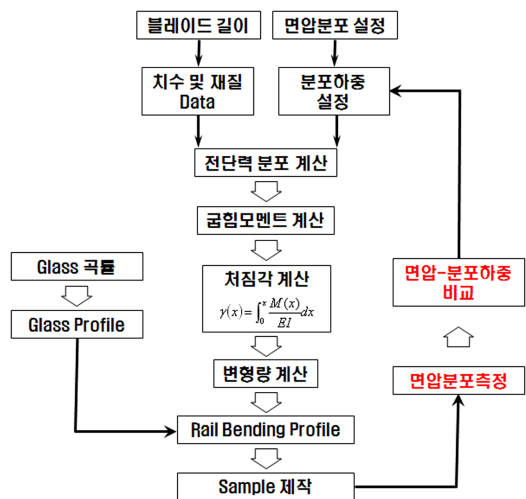 블레이드 길이
면압분포 설정
치수 및 재질
Data
분포하중
설정
전단력 분포 계산
굽힘모멘트 계산
Glass 곡률
처짐각 계산
γ(x) = ∫₀ˣ M(x)/EI dx
면압-분포하중
비교
Glass Profile
변형량 계산
면압분포측정
Rail Bending Profile
Sample 제작